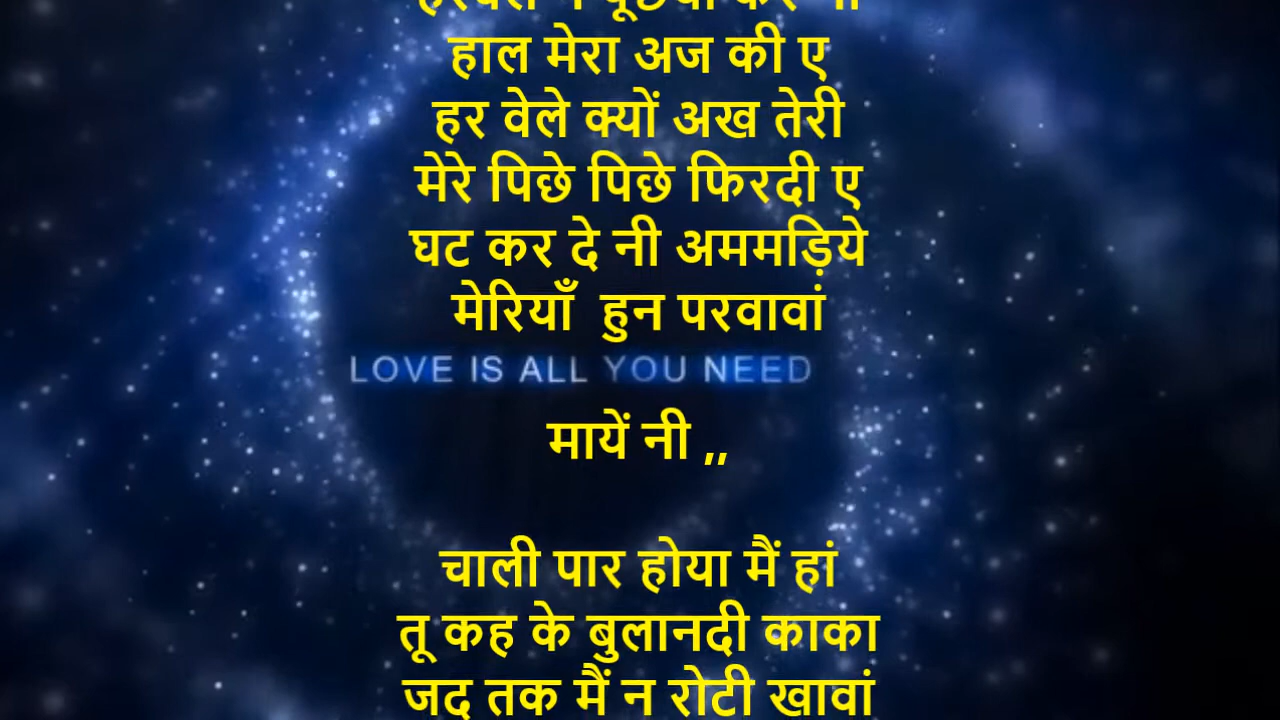 हाल मेरा अज की ए
हर वेले क्यों अख तेरी
मेरे पिछे पिछे फिरदी ए
घट कर दे नी अममड़िये
मेरियाँ  हुन परवावां
LOVE IS ALL YOU NEED
मायें नी ,,
चाली पार होया मैं हां
तू कह के बुलानदी काका
जद तक मैं न रोटी खावां